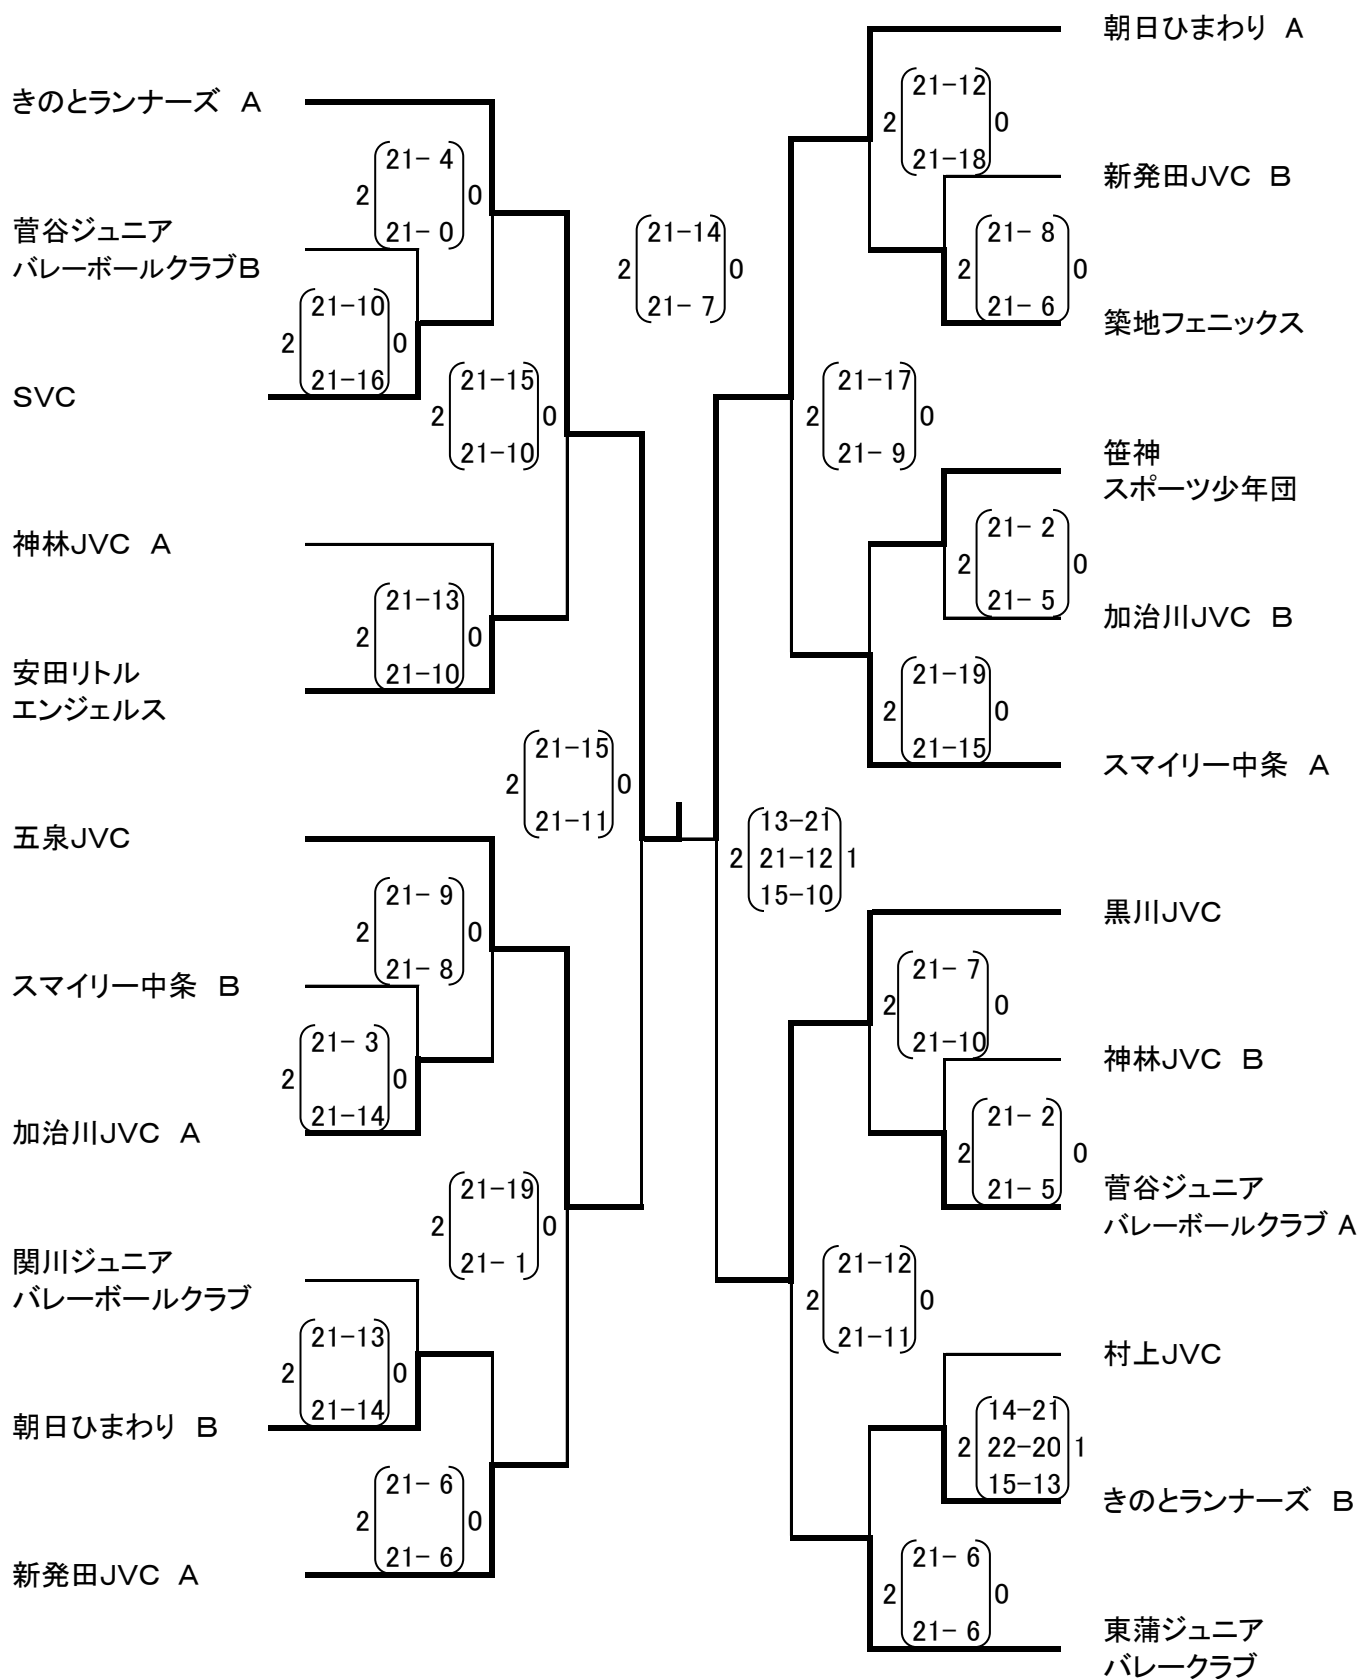 きのとランナーズ A
21- 4
2 0
21- 0
菅谷ジュニア
バレーボールクラブB
21-10
2 0
21-16
SVC
21-15
2 0
21-10
神林JVC A
21-13
2 0
21-10
安田リトル
エンジェルス
21-15
2 0
21-11
五泉JVC
21- 9
2 0
21- 8
スマイリー中条 B
21- 3
2 0
21-14
加治川JVC A
21-19
2 0
21- 1
関川ジュニア
バレーボールクラブ
21-13
2 0
21-14
朝日ひまわり B
21- 6
2 0
21- 6
新発田JVC A
21-14
2 0
21- 7
13-21
2 21-12 1
15-10
朝日ひまわり A
21-12
2 0
21-18
新発田JVC B
21- 8
2 0
21- 6
築地フェニックス
21-17
2 0
21- 9
笹神
スポーツ少年団
21- 2
2 0
21- 5
加治川JVC B
21-19
2 0
21-15
スマイリー中条 A
黒川JVC
21- 7
2 0
21-10
神林JVC B
21- 2
2 0
21- 5
菅谷ジュニア
バレーボールクラブ A
21-12
2 0
21-11
村上JVC
14-21
2 22-20 1
15-13
きのとランナーズ B
21- 6
2 0
21- 6
東蒲ジュニア
バレークラブ